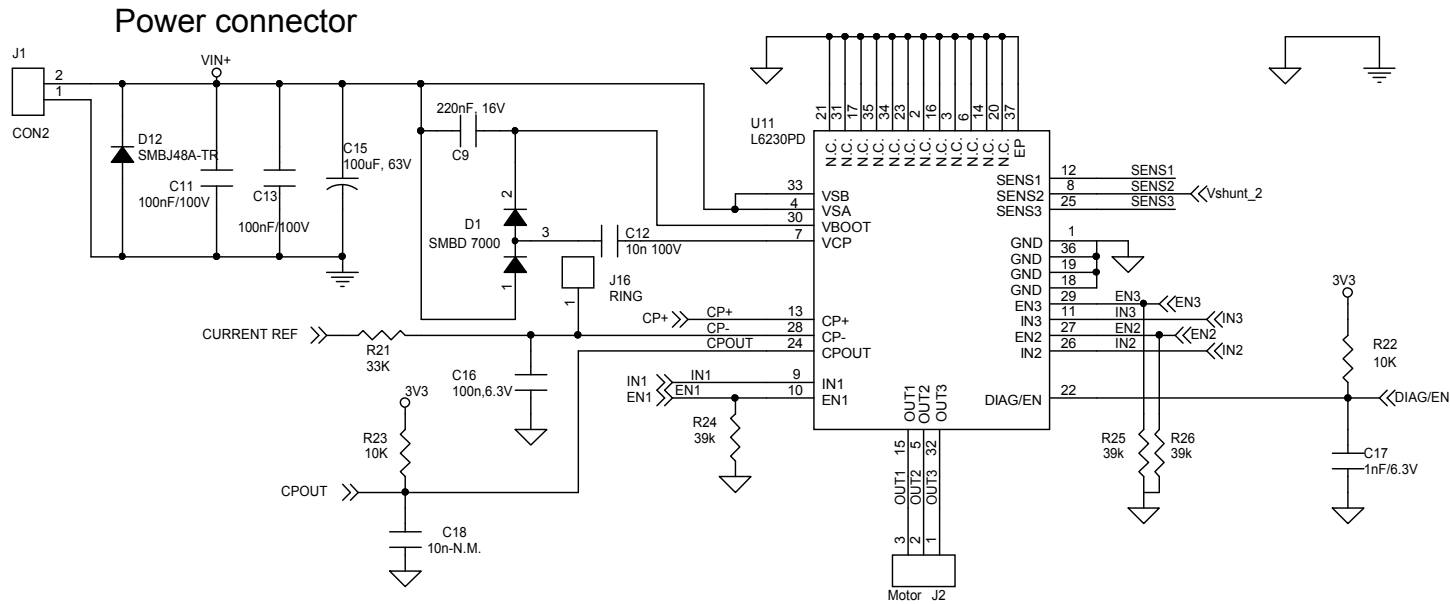 Power connector
J1
2
1
CON2
VIN+
D12
SMBJ48A-TR
C11
100nF/100V
C13
100nF/100V
C15
100uF, 63V
220nF, 16V
C9
2
D1
SMBD 7000
3
1
C12
10n 100V
J16
RING
1
U11
L6230PD
21
31
17
35
34
23
2
16
3
6
14
20
37
N.C.
N.C.
N.C.
N.C.
N.C.
N.C.
N.C.
N.C.
N.C.
N.C.
N.C.
N.C.
EP
33
VSB
4
VSA
30
VBOOT
7
VCP
CP+
CP+
13
CP+
CURRENT REF
CP-
28
CP-
CPOUT
24
CPOUT
R21
33K
C16
100n,6.3V
IN1
IN1
9
IN1
EN1
EN1
10
EN1
R24
39k
3V3
R23
10K
CPOUT
C18
10n-N.M.
SENS1
12
SENS1
SENS2
8
SENS2
Vshunt_2
SENS3
25
SENS3
GND
1
GND
36
GND
19
GND
18
EN3
29
EN3
EN3
IN3
11
IN3
IN3
EN2
27
EN2
EN2
IN2
26
IN2
IN2
DIAG/EN
22
DIAG/EN
3V3
R22
10K
C17
1nF/6.3V
R25
39k
R26
39k
OUT1
OUT2
OUT3
15
5
32
OUT1
OUT2
OUT3
3
2
1
Motor
J2